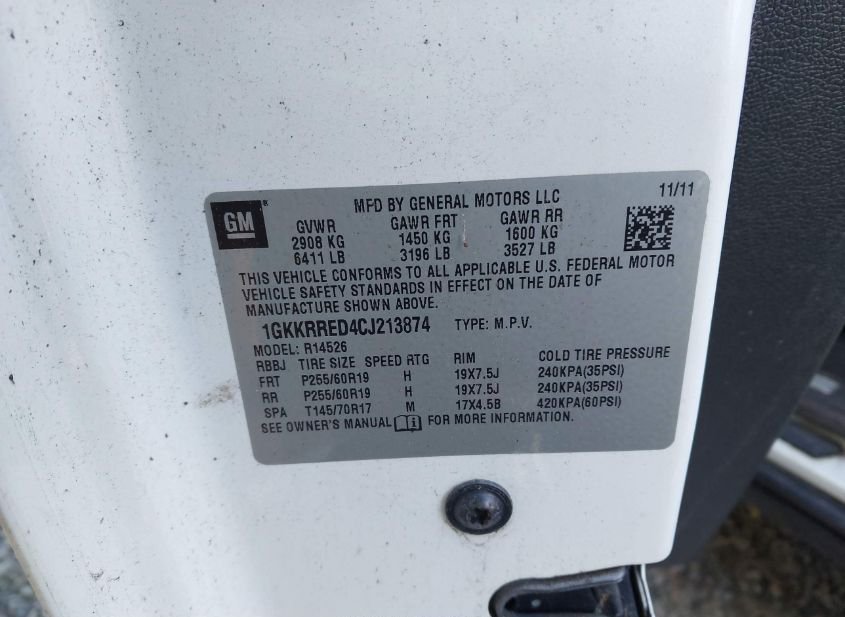 GM ®
MFD BY GENERAL MOTORS LLC 11/11
GVWR GAWR FRT GAWR RR
2908 KG 1450 KG 1600 KG
6411 LB 3196 LB 3527 LB
THIS VEHICLE CONFORMS TO ALL APPLICABLE U.S. FEDERAL MOTOR
VEHICLE SAFETY STANDARDS IN EFFECT ON THE DATE OF
MANUFACTURE SHOWN ABOVE.
1GKKRRED4CJ213874 TYPE: M.P.V.
MODEL: R14526
RBBJ TIRE SIZE SPEED RTG RIM COLD TIRE PRESSURE
FRT P255/60R19 H 19X7.5J 240KPA(35PSI)
RR P255/60R19 H 19X7.5J 240KPA(35PSI)
SPA T145/70R17 M 17X4.5B 420KPA(60PSI)
SEE OWNER'S MANUAL i FOR MORE INFORMATION.